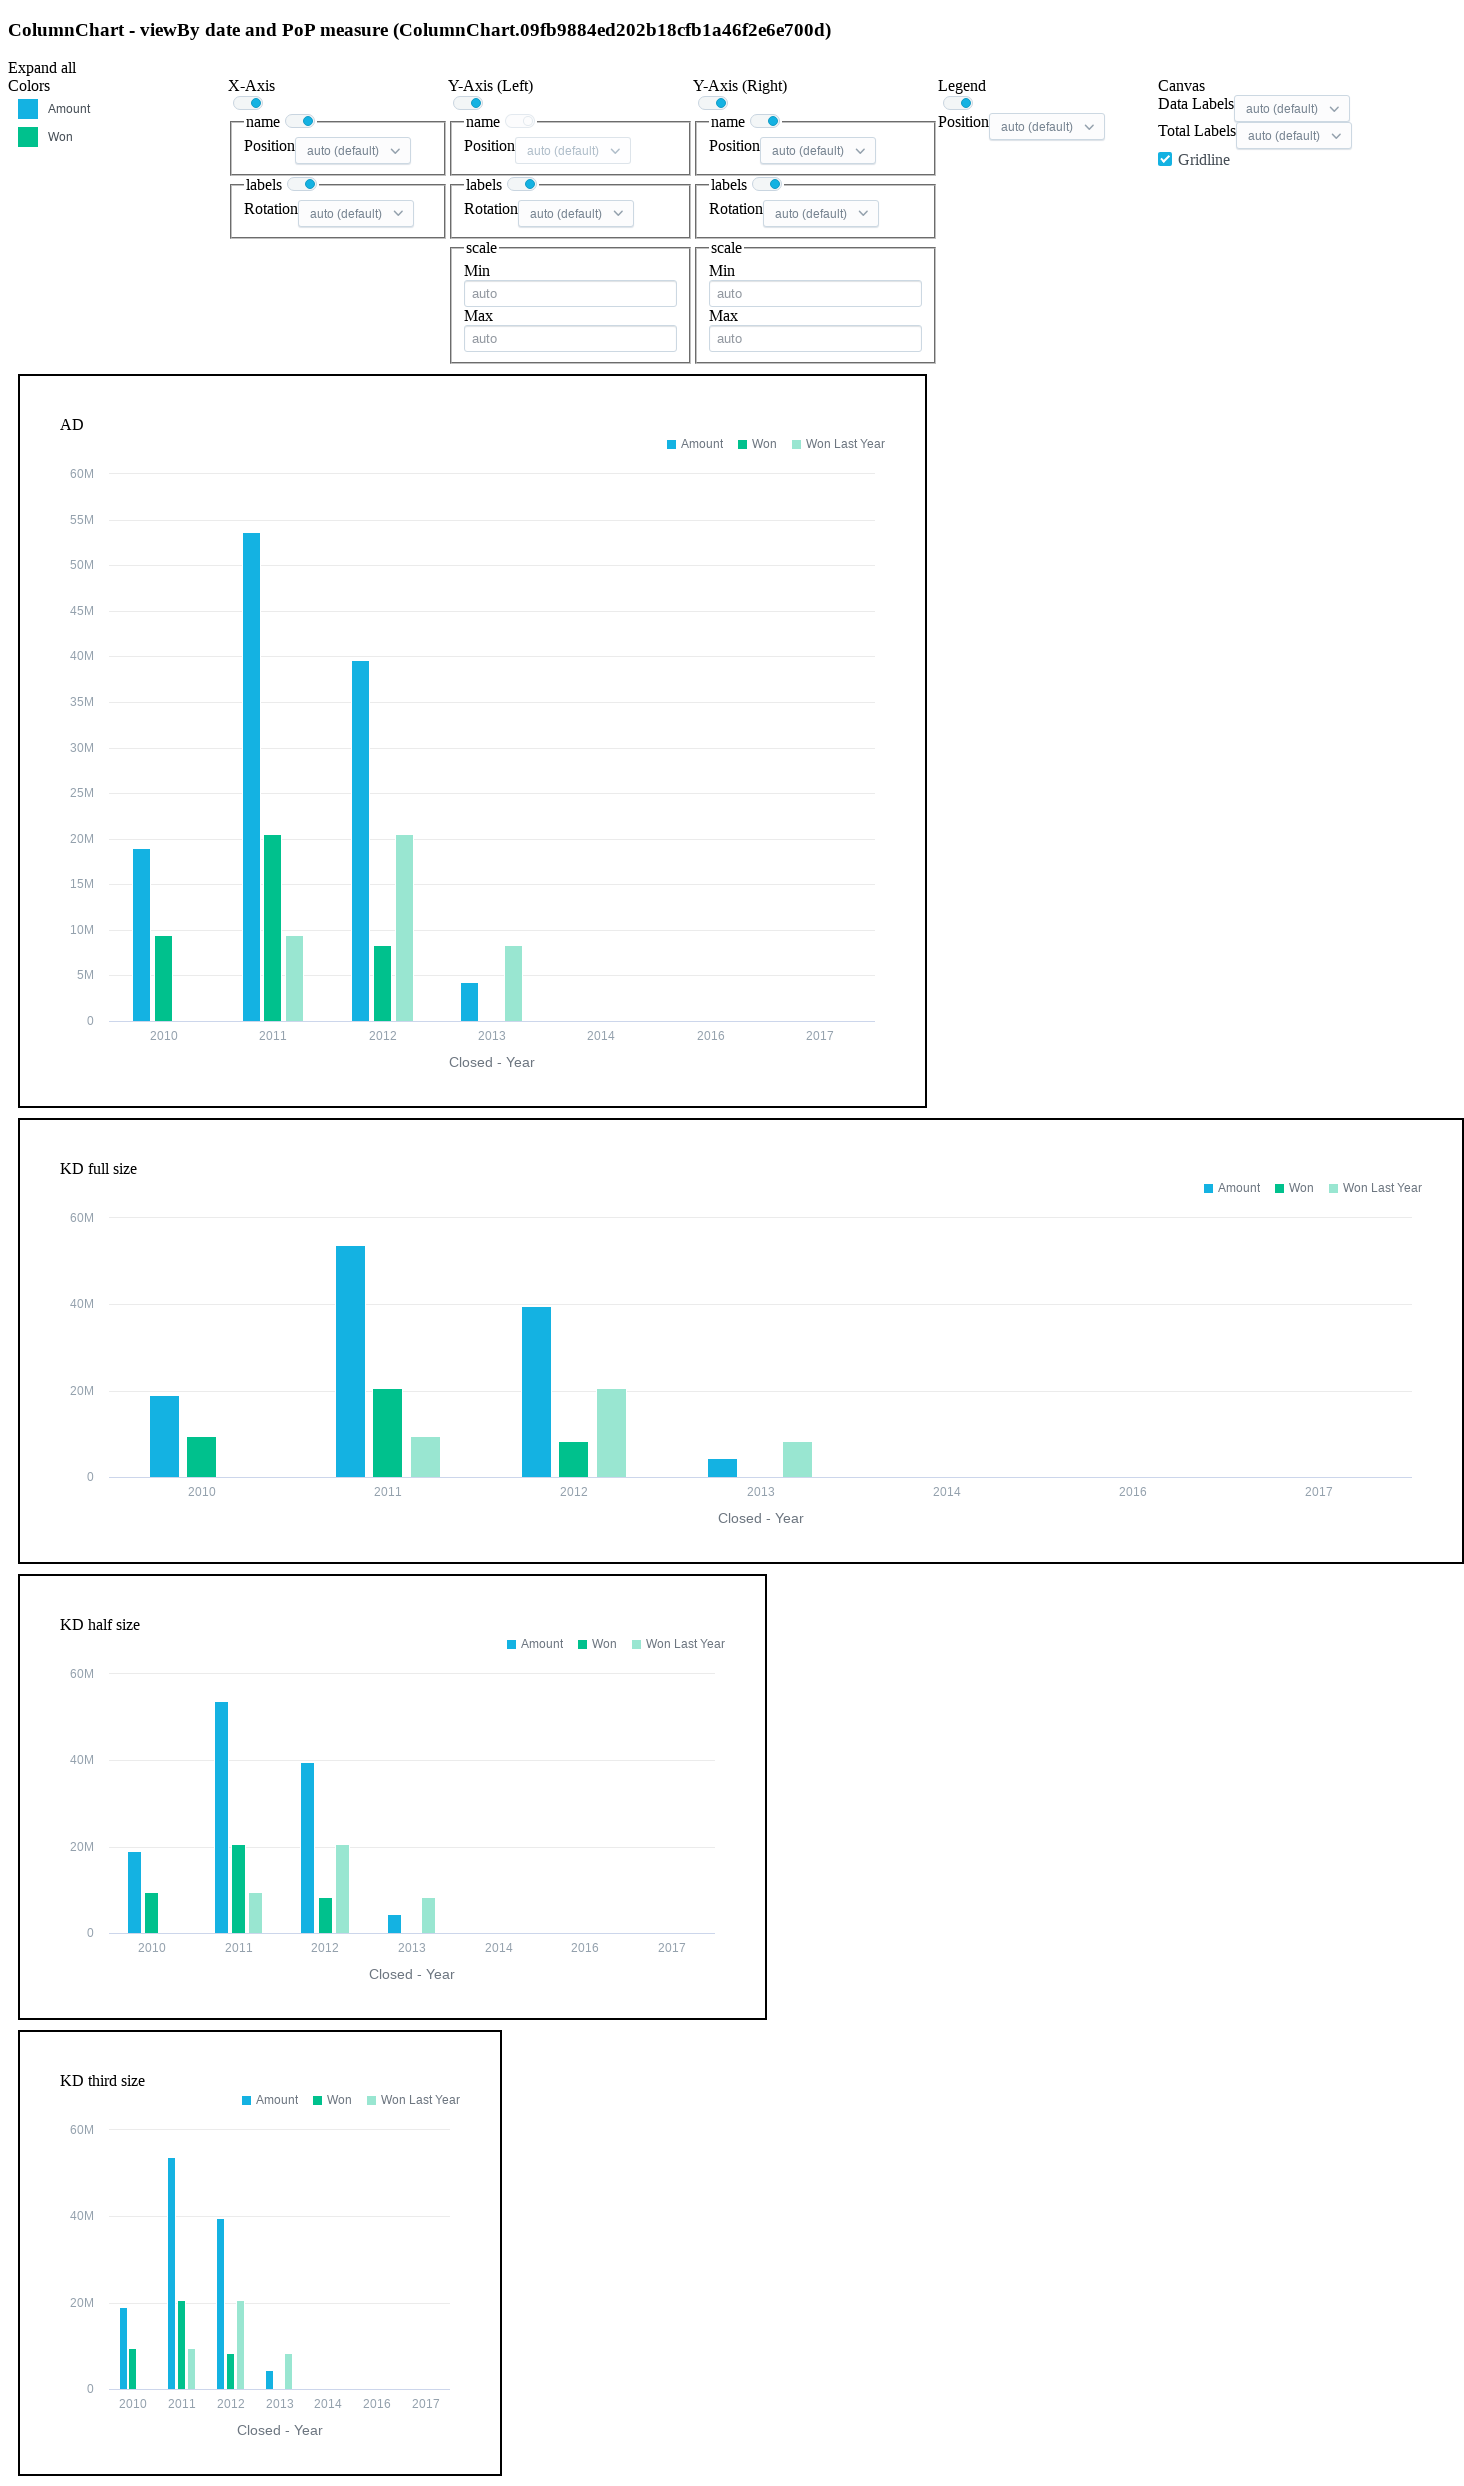 ColumnChart - viewBy date and PoP measure (ColumnChart.09fb9884ed202b18cfb1a46f2e6e700d)
Expand all
Colors
Amount
Won
X-Axis
name
Position auto (default)
labels
Rotation auto (default)
Y-Axis (Left)
name
Position auto (default)
labels
Rotation auto (default)
scale
Min
auto
Max
auto
Y-Axis (Right)
name
Position auto (default)
labels
Rotation auto (default)
scale
Min
auto
Max
auto
Legend
Position auto (default)
Canvas
Data Labels auto (default)
Total Labels auto (default)
Gridline
AD
Amount Won Won Last Year
60M
55M
50M
45M
40M
35M
30M
25M
20M
15M
10M
5M
0
2010 2011 2012 2013 2014 2016 2017
Closed - Year
KD full size
Amount Won Won Last Year
60M
40M
20M
0
2010 2011 2012 2013 2014 2016 2017
Closed - Year
KD half size
Amount Won Won Last Year
60M
40M
20M
0
2010 2011 2012 2013 2014 2016 2017
Closed - Year
KD third size
Amount Won Won Last Year
60M
40M
20M
0
2010 2011 2012 2013 2014 2016 2017
Closed - Year